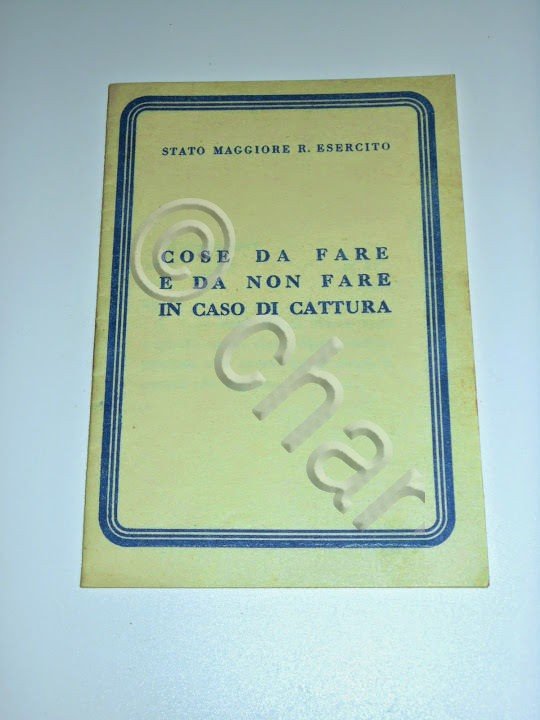 STATO MAGGIORE R. ESERCITO
COSE DA FARE
E DA NON FARE
IN CASO DI CATTURA
© char